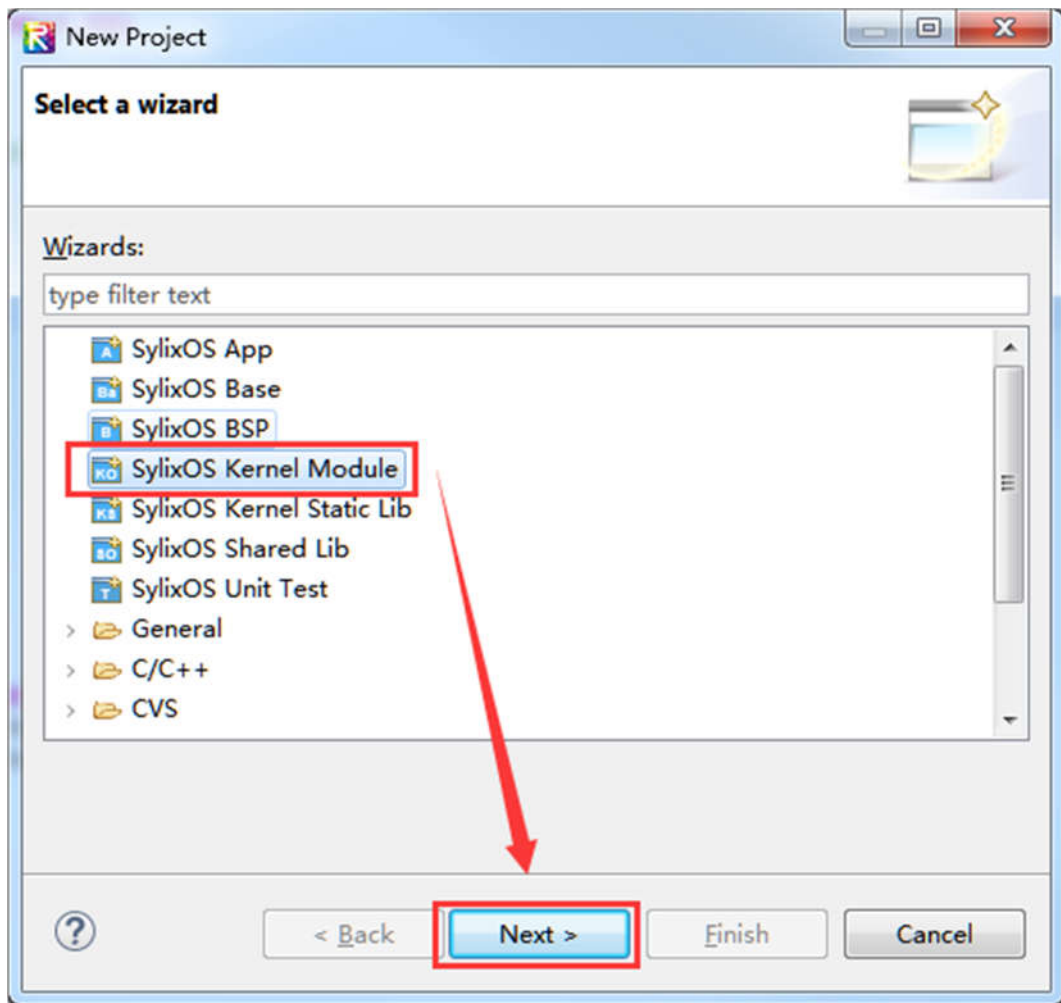 New Project
Select a wizard
Wizards:
type filter text
SylixOS App
SylixOS Base
SylixOS BSP
SylixOS Kernel Module
SylixOS Kernel Static Lib
SylixOS Shared Lib
SylixOS Unit Test
General
C/C++
CVS
< Back Next > Finish Cancel